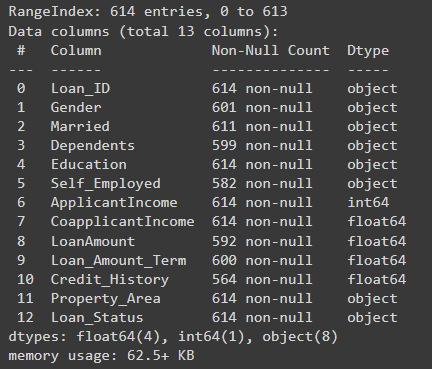 RangeIndex: 614 entries, 0 to 613
Data columns (total 13 columns):
 #   Column             Non-Null Count  Dtype
---  ------             --------------  -----
 0   Loan_ID            614 non-null    object
 1   Gender             601 non-null    object
 2   Married            611 non-null    object
 3   Dependents         599 non-null    object
 4   Education          614 non-null    object
 5   Self_Employed      582 non-null    object
 6   ApplicantIncome    614 non-null    int64
 7   CoapplicantIncome  614 non-null    float64
 8   LoanAmount         592 non-null    float64
 9   Loan_Amount_Term   600 non-null    float64
 10  Credit_History     564 non-null    float64
 11  Property_Area      614 non-null    object
 12  Loan_Status        614 non-null    object
dtypes: float64(4), int64(1), object(8)
memory usage: 62.5+ KB